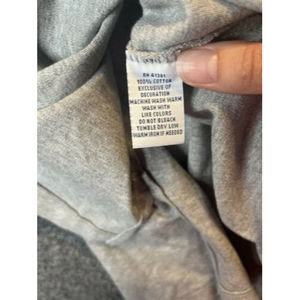 RN 41381
100% COTTON
EXCLUSIVE OF
DECORATION
MACHINE WASH WARM
WASH WITH
LIKE COLORS
DO NOT BLEACH
TUMBLE DRY LOW
WARM IRON IF NEEDED